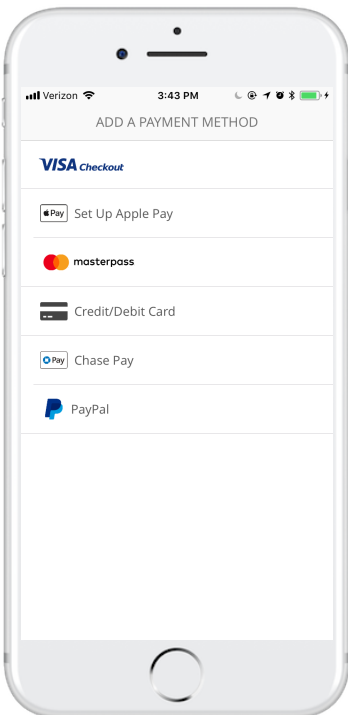 Verizon 3:43 PM
ADD A PAYMENT METHOD
VISA Checkout
Pay Set Up Apple Pay
masterpass
Credit/Debit Card
Pay Chase Pay
PayPal